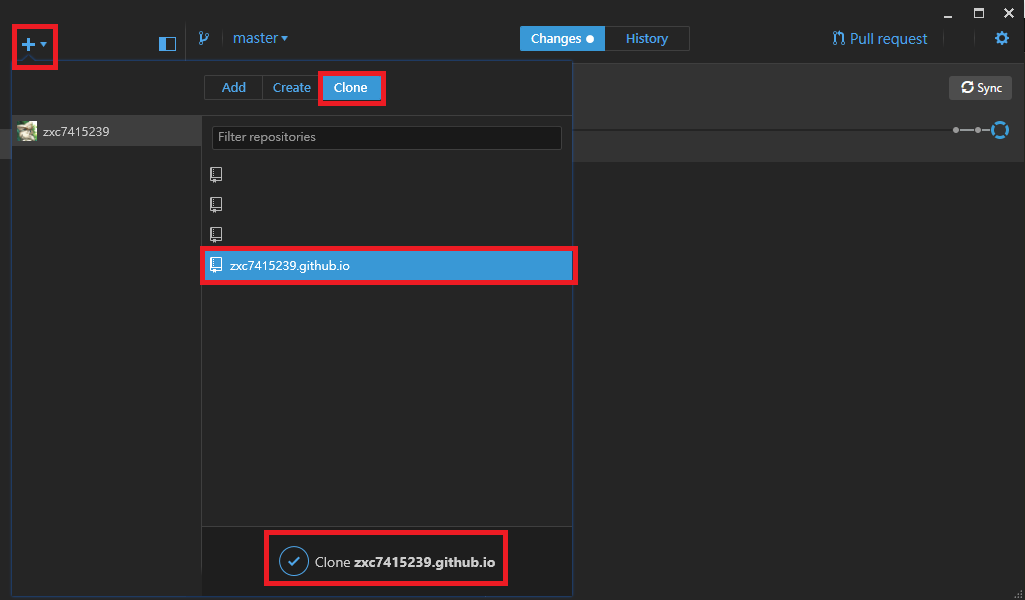 master
Changes
History
Pull request
Add
Create
Clone
Sync
zxc7415239
Filter repositories
zxc7415239.github.io
Clone zxc7415239.github.io